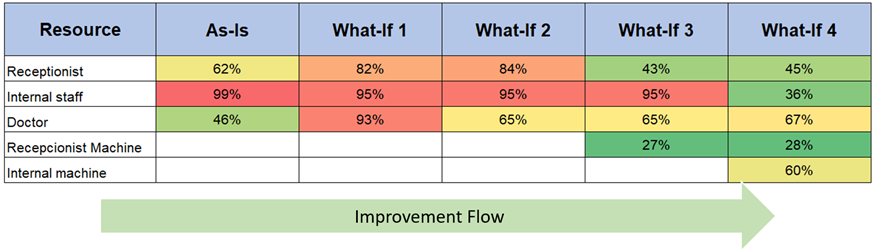 Resource As-Is What-If 1 What-If 2 What-If 3 What-If 4
Receptionist 62% 82% 84% 43% 45%
Internal staff 99% 95% 95% 95% 36%
Doctor 46% 93% 65% 65% 67%
Recepcionist Machine 27% 28%
Internal machine 60%
Improvement Flow